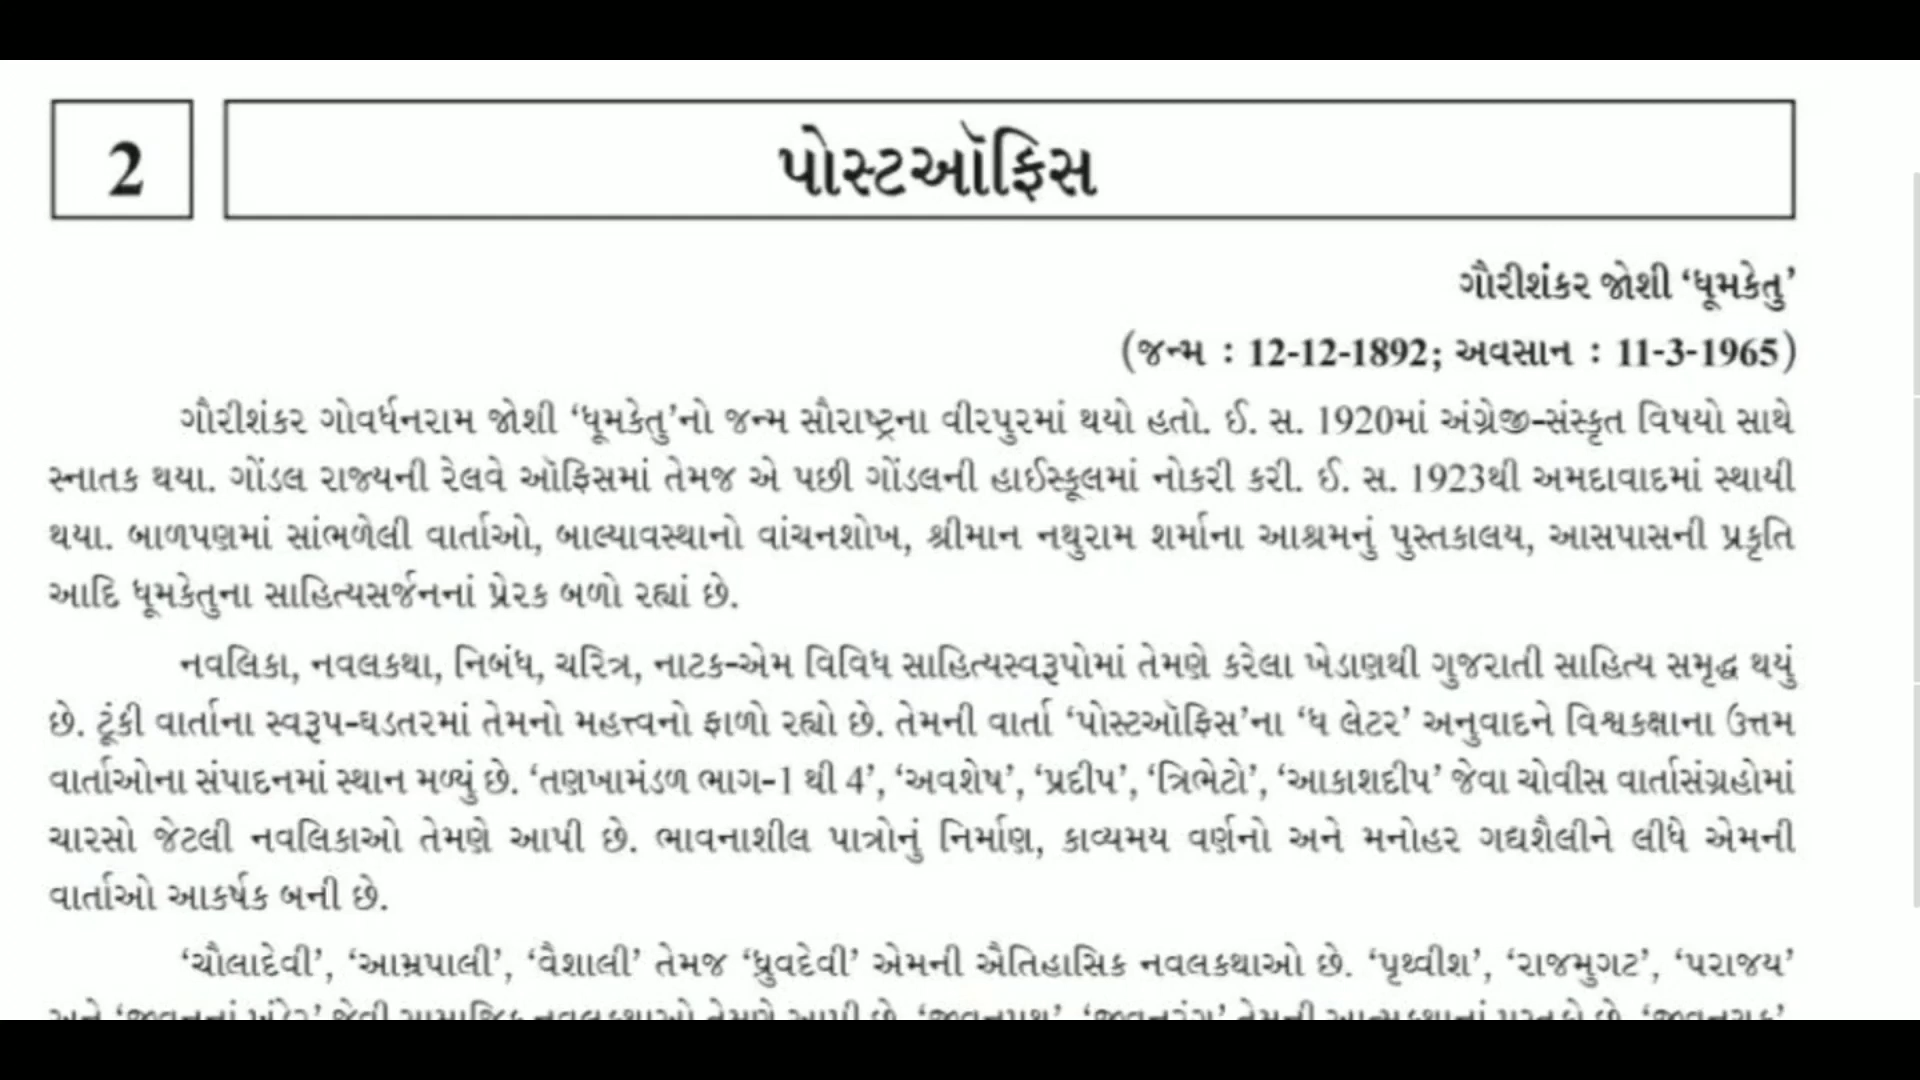 2
પોસ્ટઑફિસ
ગૌરીશંકર જોશી ‘ધૂમકેતુ’
(જન્મ : 12-12-1892; અવસાન : 11-3-1965)
ગૌરીશંકર ગોવર્ધનરામ જોશી ‘ધૂમકેતુ’નો જન્મ સૌરાષ્ટ્રના વીરપુરમાં થયો હતો. ઈ. સ. 1920માં અંગ્રેજી-સંસ્કૃત વિષયો સાથે
સ્નાતક થયા. ગોંડલ રાજ્યની રેલવે ઑફિસમાં તેમજ એ પછી ગોંડલની હાઈસ્કૂલમાં નોકરી કરી. ઈ. સ. 1923થી અમદાવાદમાં સ્થાયી
થયા. બાળપણમાં સાંભળેલી વાર્તાઓ, બાલ્યાવસ્થાનો વાંચનશોખ, શ્રીમાન નથુરામ શર્માના આશ્રમનું પુસ્તકાલય, આસપાસની પ્રકૃતિ
આદિ ધૂમકેતુના સાહિત્યસર્જનનાં પ્રેરક બળો રહ્યાં છે.
નવલિકા, નવલકથા, નિબંધ, ચરિત્ર, નાટક-એમ વિવિધ સાહિત્યસ્વરૂપોમાં તેમણે કરેલા ખેડાણથી ગુજરાતી સાહિત્ય સમૃદ્ધ થયું
છે. ટૂંકી વાર્તાના સ્વરૂપ-ઘડતરમાં તેમનો મહત્ત્વનો ફાળો રહ્યો છે. તેમની વાર્તા ‘પોસ્ટઑફિસ’ના ‘ધ લેટર’ અનુવાદને વિશ્વકક્ષાના ઉત્તમ
વાર્તાઓના સંપાદનમાં સ્થાન મળ્યું છે. ‘તણખામંડળ ભાગ-1 થી 4’, ‘અવશેષ’, ‘પ્રદીપ’, ‘ત્રિભેટો’, ‘આકાશદીપ’ જેવા ચોવીસ વાર્તાસંગ્રહોમાં
ચારસો જેટલી નવલિકાઓ તેમણે આપી છે. ભાવનાશીલ પાત્રોનું નિર્માણ, કાવ્યમય વર્ણનો અને મનોહર ગદ્યશૈલીને લીધે એમની
વાર્તાઓ આકર્ષક બની છે.
‘ચૌલાદેવી’, ‘આમ્રપાલી’, ‘વૈશાલી’ તેમજ ‘ધ્રુવદેવી’ એમની ઐતિહાસિક નવલકથાઓ છે. ‘પૃથ્વીશ’, ‘રાજમુગટ’, ‘પરાજય’